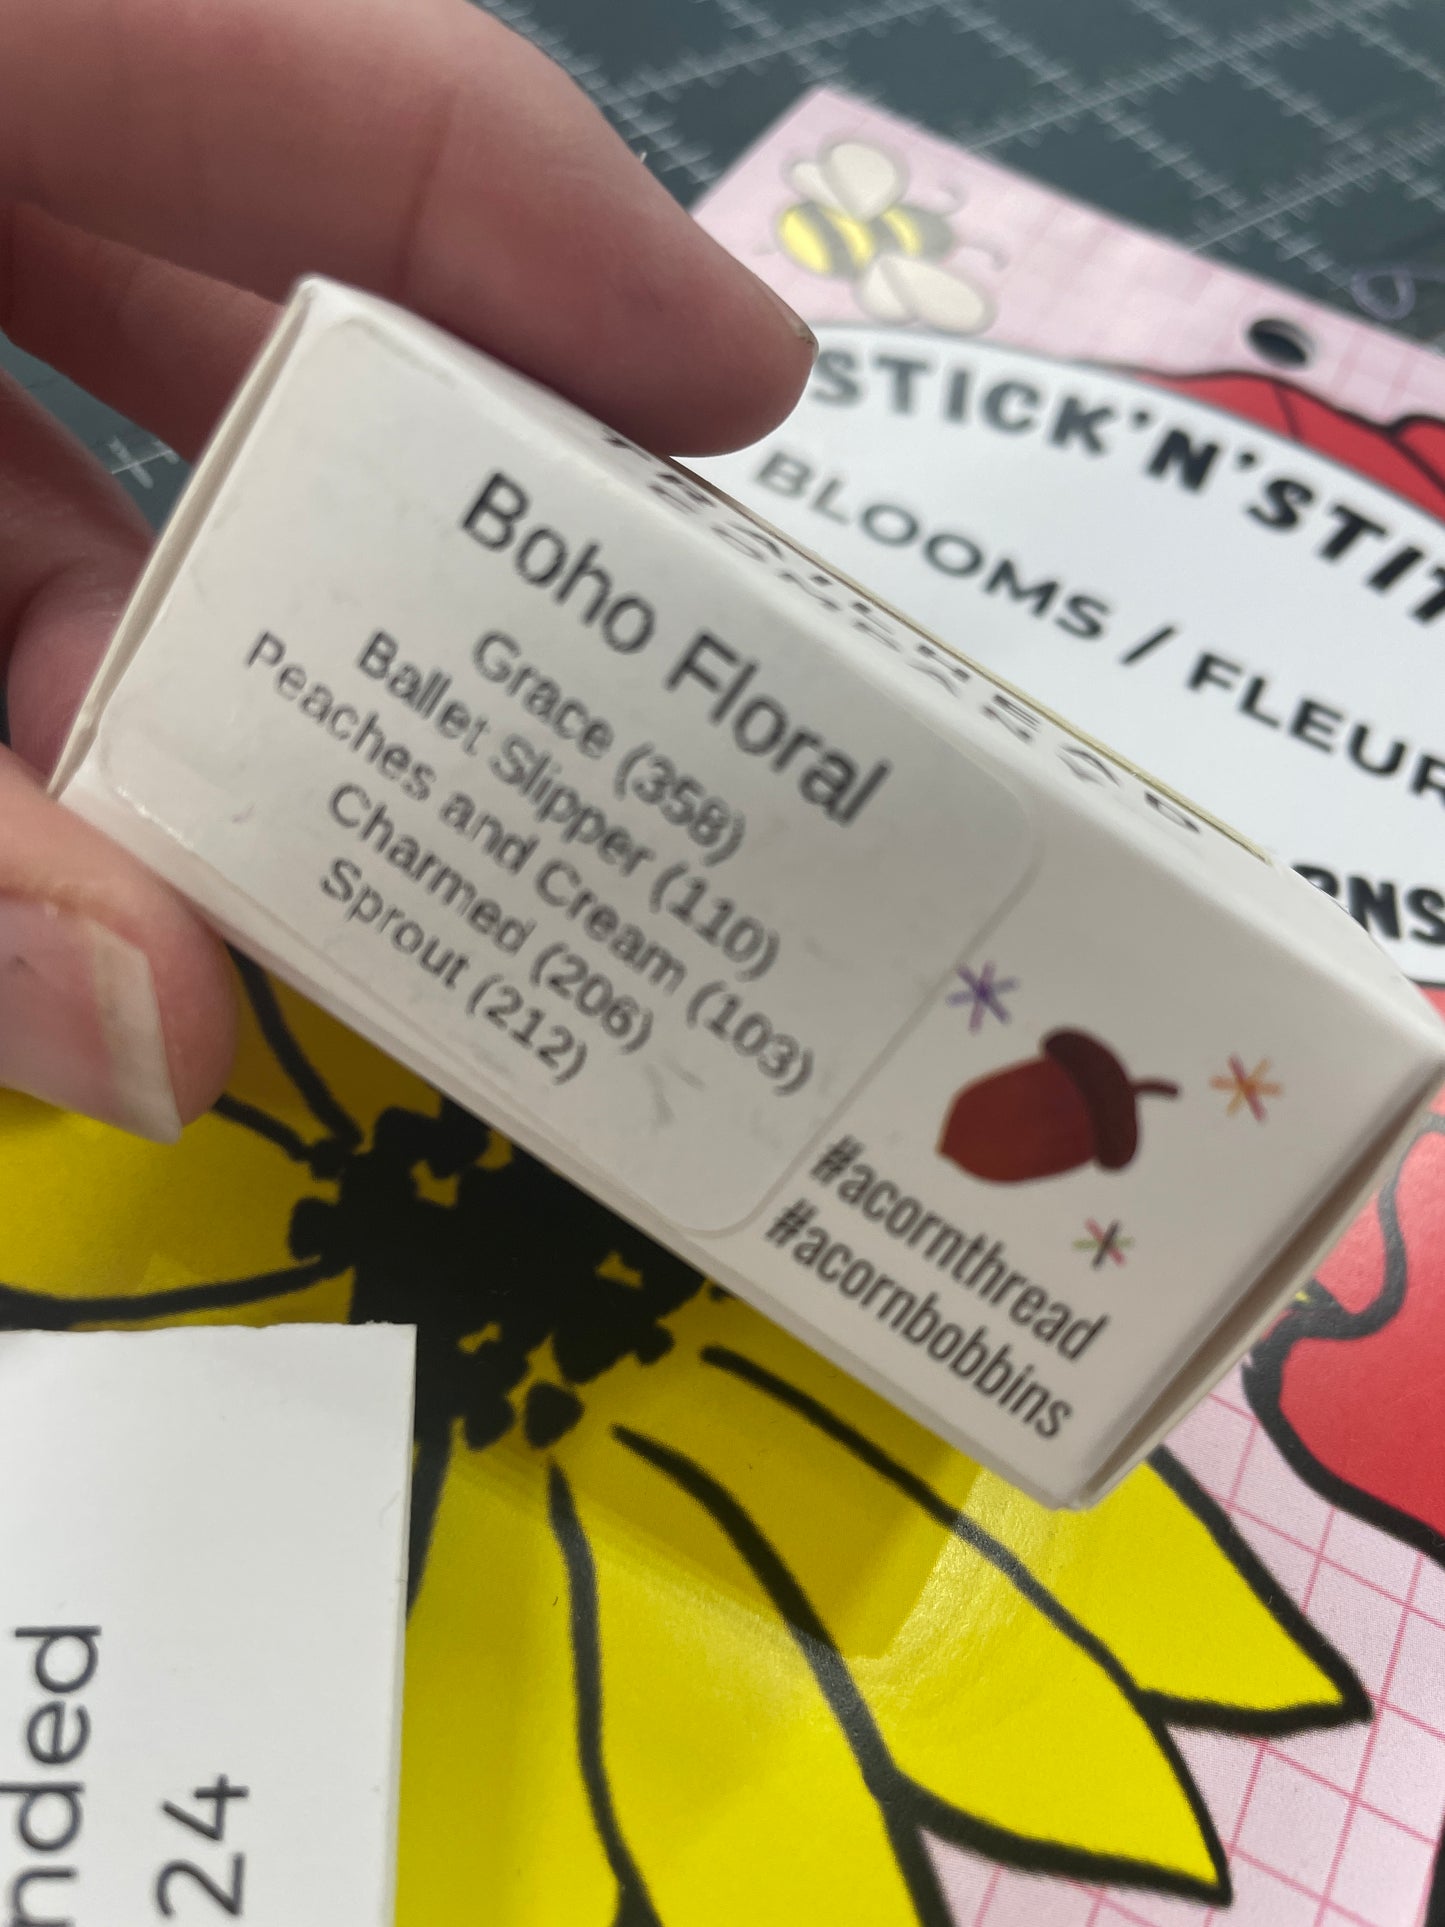 STICK'N'STIT
BLOOMS / FLEUR
Boho Floral
Grace (358)
Ballet Slipper (110)
Peaches and Cream (103)
Charmed (206)
Sprout (212)
#acornthread
#acornbobbins
nded
24